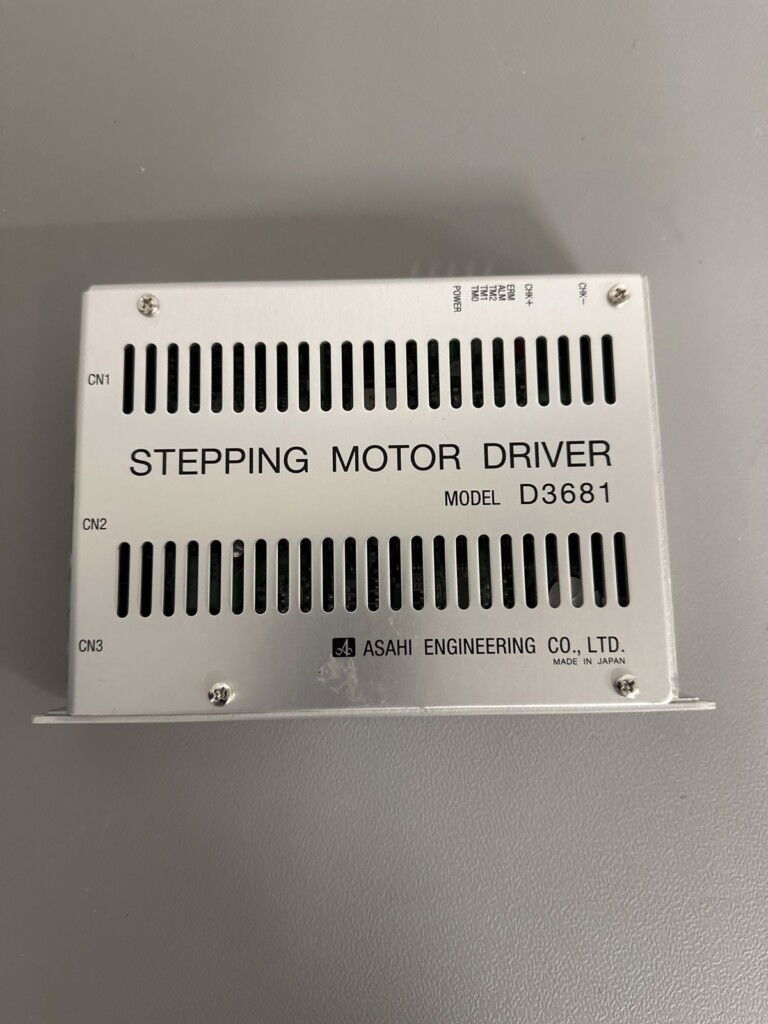 POWER
TM0
TM1
TM2
ALM
ERM
CHK+
CHK-
CN1
STEPPING MOTOR DRIVER
MODEL D3681
CN2
CN3
A ASAHI ENGINEERING CO., LTD.
MADE IN JAPAN